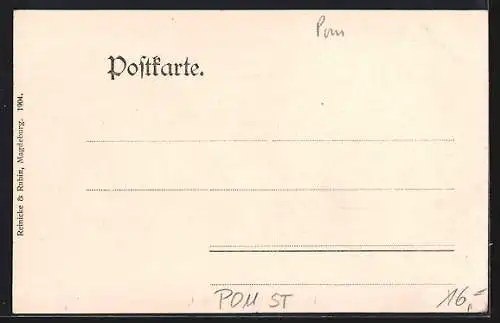 Pom
Postkarte.
Reinicke & Rubin, Magdeburg. 1904.
POM ST
16,-